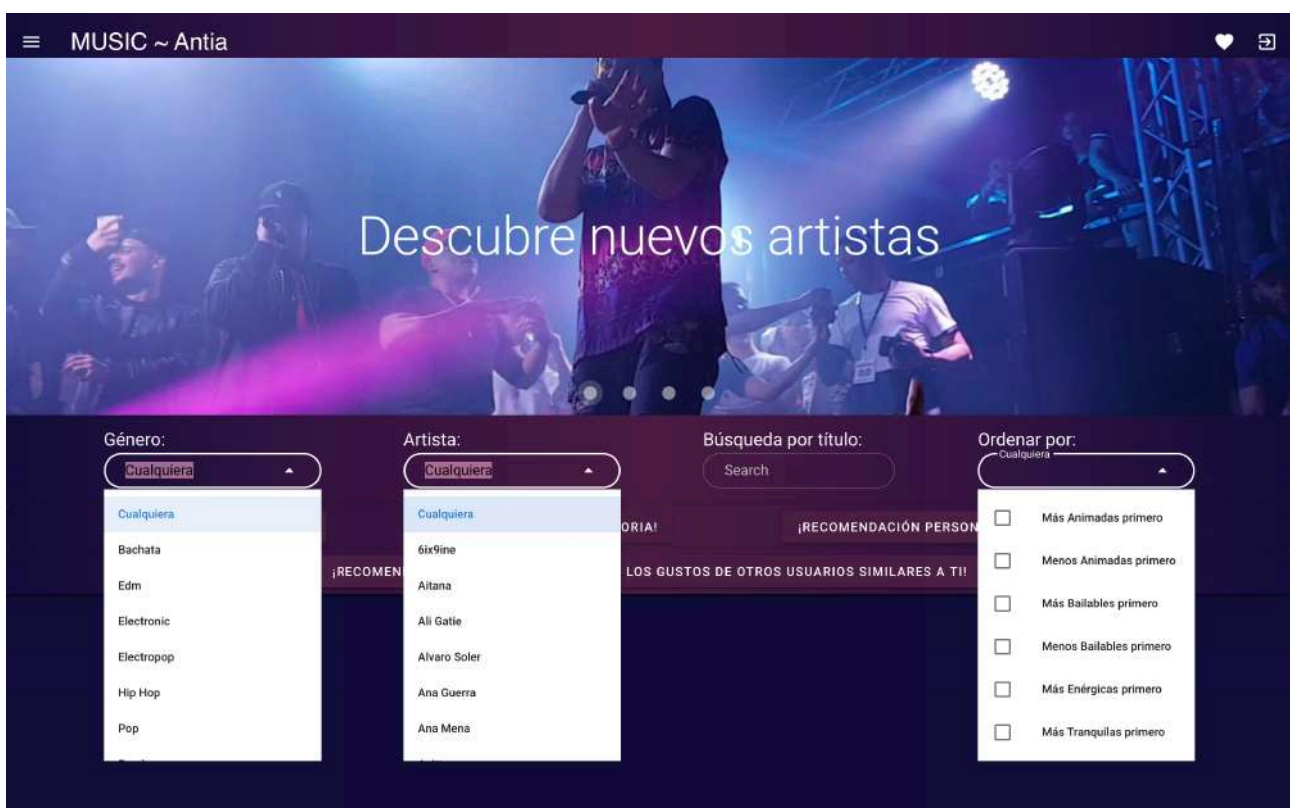 MUSIC ~ Antia
Descubre nuevos artistas
Género:
Cualquiera
Artista:
Cualquiera
Búsqueda por título:
Search
Ordenar por:
Cualquiera
Cualquiera
Bachata
Edm
Electronic
Electropop
Hip Hop
Pop
Cualquiera
6ix9ine
Aitana
Ali Gatie
Alvaro Soler
Ana Guerra
Ana Mena
¡RECOMENDACIÓN
LOS GUSTOS DE OTROS USUARIOS SIMILARES A TI!
Más Animadas primero
Menos Animadas primero
Más Bailables primero
Menos Bailables primero
Más Enérgicas primero
Más Tranquilas primero